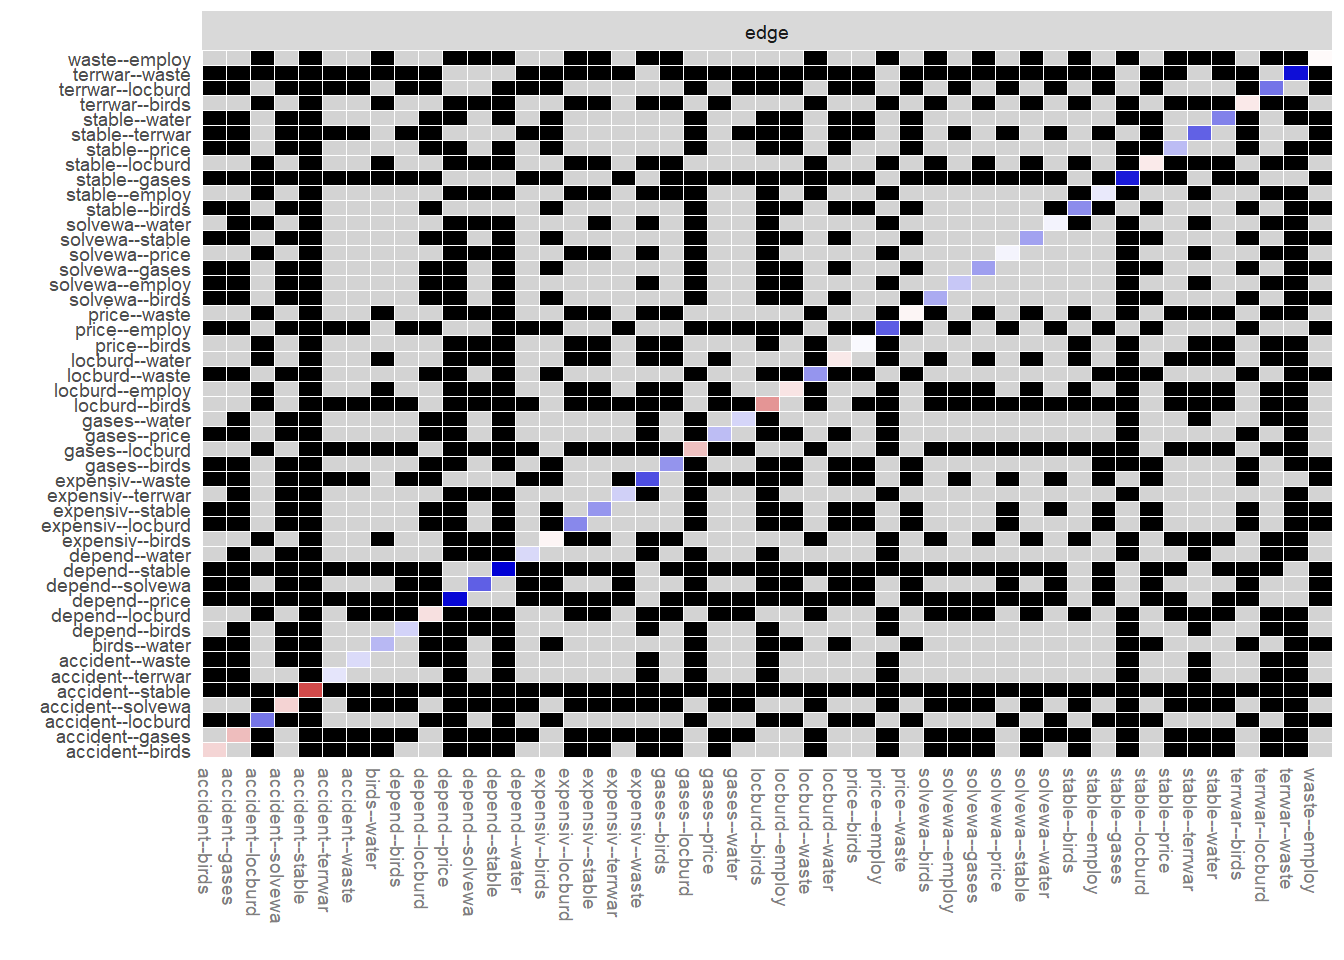 edge
waste--employ
terrwar--waste
terrwar--locburd
terrwar--birds
stable--water
stable--terrwar
stable--price
stable--locburd
stable--gases
stable--employ
stable--birds
solvewa--water
solvewa--stable
solvewa--price
solvewa--gases
solvewa--employ
solvewa--birds
price--waste
price--employ
price--birds
locburd--water
locburd--waste
locburd--employ
locburd--birds
gases--water
gases--price
gases--locburd
gases--birds
expensiv--waste
expensiv--terrwar
expensiv--stable
expensiv--locburd
expensiv--birds
depend--water
depend--stable
depend--solvewa
depend--price
depend--locburd
depend--birds
birds--water
accident--waste
accident--terrwar
accident--stable
accident--solvewa
accident--locburd
accident--gases
accident--birds
accident--birds
accident--gases
accident--locburd
accident--solvewa
accident--stable
accident--terrwar
accident--waste
birds--water
depend--birds
depend--locburd
depend--price
depend--solvewa
depend--stable
depend--water
expensiv--birds
expensiv--locburd
expensiv--stable
expensiv--terrwar
expensiv--waste
gases--birds
gases--locburd
gases--price
gases--water
locburd--birds
locburd--employ
locburd--waste
locburd--water
price--birds
price--employ
price--waste
solvewa--birds
solvewa--employ
solvewa--gases
solvewa--price
solvewa--stable
solvewa--water
stable--birds
stable--employ
stable--gases
stable--locburd
stable--price
stable--terrwar
stable--water
terrwar--birds
terrwar--locburd
terrwar--waste
waste--employ